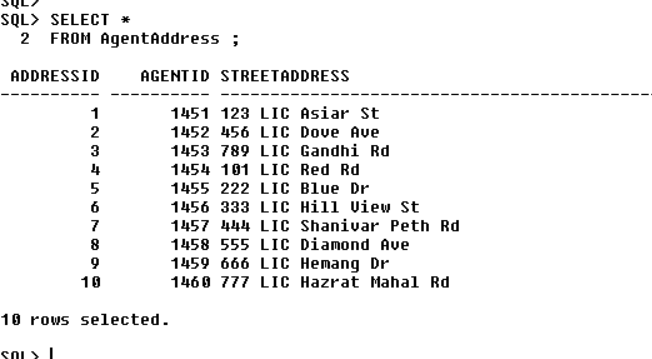 SQL>
SQL> SELECT *
  2  FROM AgentAddress ;

 ADDRESSID    AGENTID STREETADDRESS
---------- ---------- --------------------------------------------------
         1       1451 123 LIC Asiar St
         2       1452 456 LIC Dove Ave
         3       1453 789 LIC Gandhi Rd
         4       1454 101 LIC Red Rd
         5       1455 222 LIC Blue Dr
         6       1456 333 LIC Hill View St
         7       1457 444 LIC Shanivar Peth Rd
         8       1458 555 LIC Diamond Ave
         9       1459 666 LIC Hemang Dr
        10       1460 777 LIC Hazrat Mahal Rd

10 rows selected.

SQL>